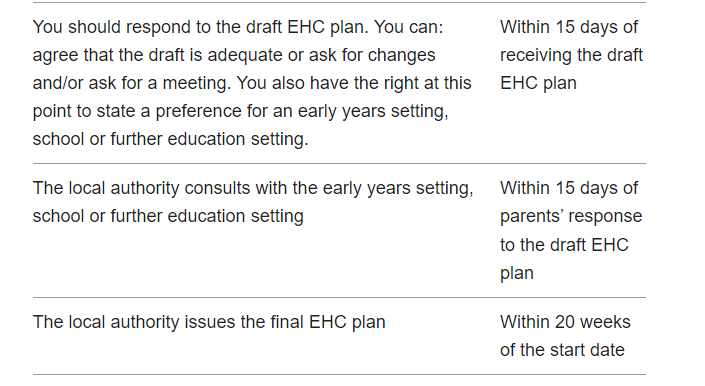 You should respond to the draft EHC plan. You can:
agree that the draft is adequate or ask for changes
and/or ask for a meeting. You also have the right at this
point to state a preference for an early years setting,
school or further education setting.
Within 15 days of
receiving the draft
EHC plan
The local authority consults with the early years setting,
school or further education setting
Within 15 days of
parents’ response
to the draft EHC
plan
The local authority issues the final EHC plan
Within 20 weeks
of the start date